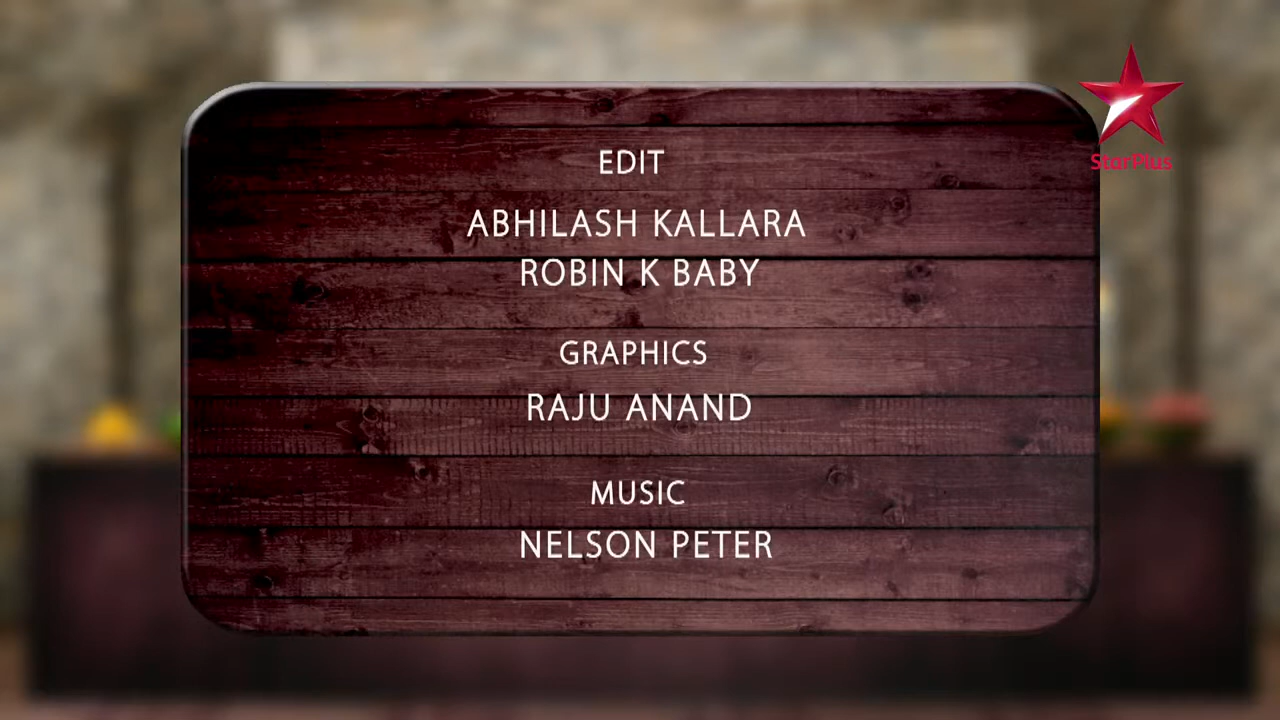 StarPlus
EDIT
ABHILASH KALLARA
ROBIN K BABY
GRAPHICS
RAJU ANAND
MUSIC
NELSON PETER